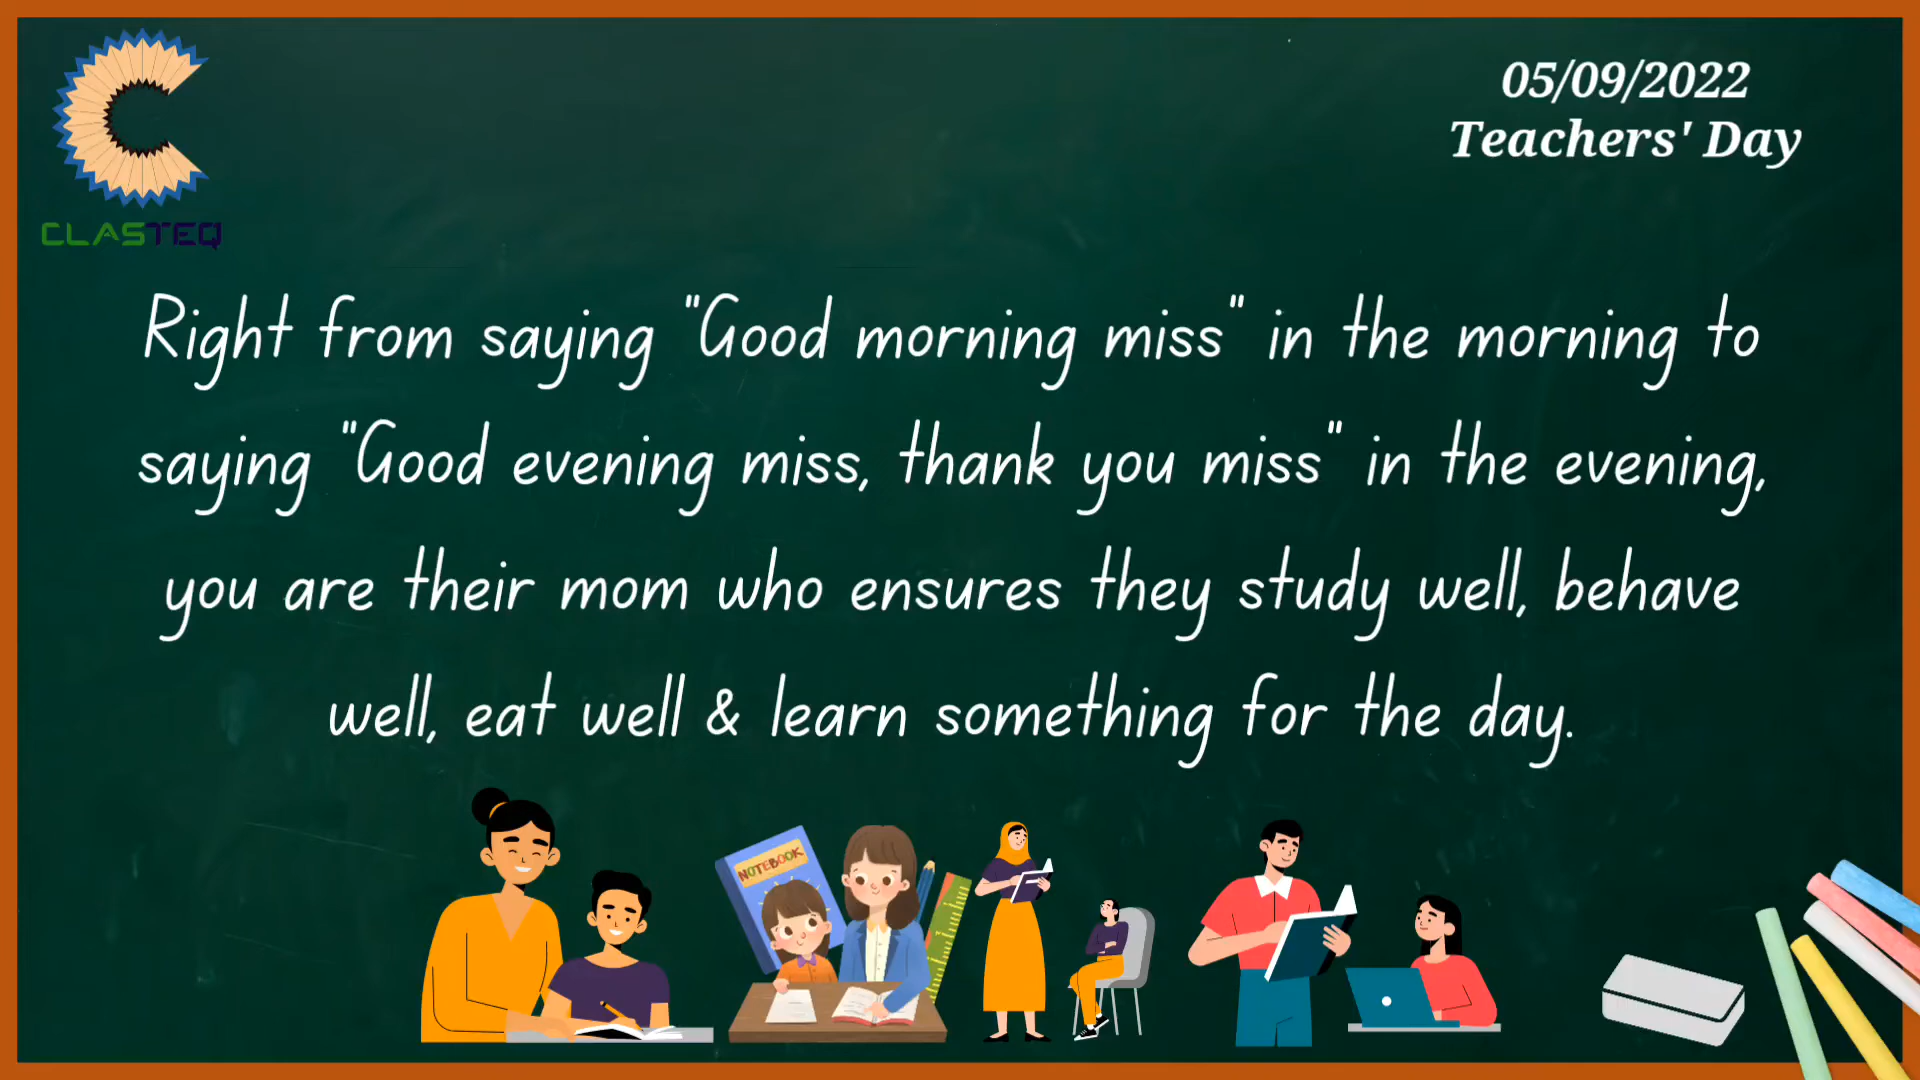 CLASTEQ
05/09/2022
Teachers' Day
Right from saying "Good morning miss" in the morning to
saying "Good evening miss, thank you miss" in the evening,
you are their mom who ensures they study well, behave
well, eat well & learn something for the day.
NOTEBOOK